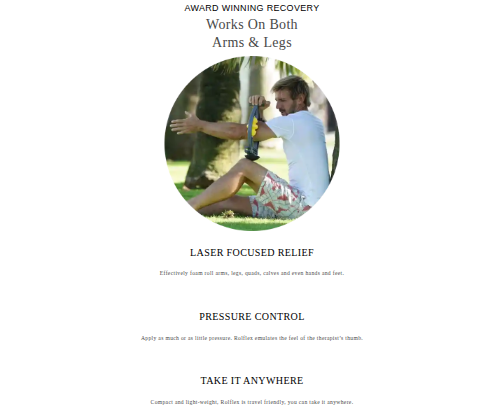 AWARD WINNING RECOVERY
Works On Both
Arms & Legs
LASER FOCUSED RELIEF
Effectively foam roll arms, legs, quads, calves and even hands and feet.
PRESSURE CONTROL
Apply as much or as little pressure. Rolflex emulates the feel of the therapist's thumb.
TAKE IT ANYWHERE
Compact and light-weight, Rolflex is travel friendly, you can take it anywhere.